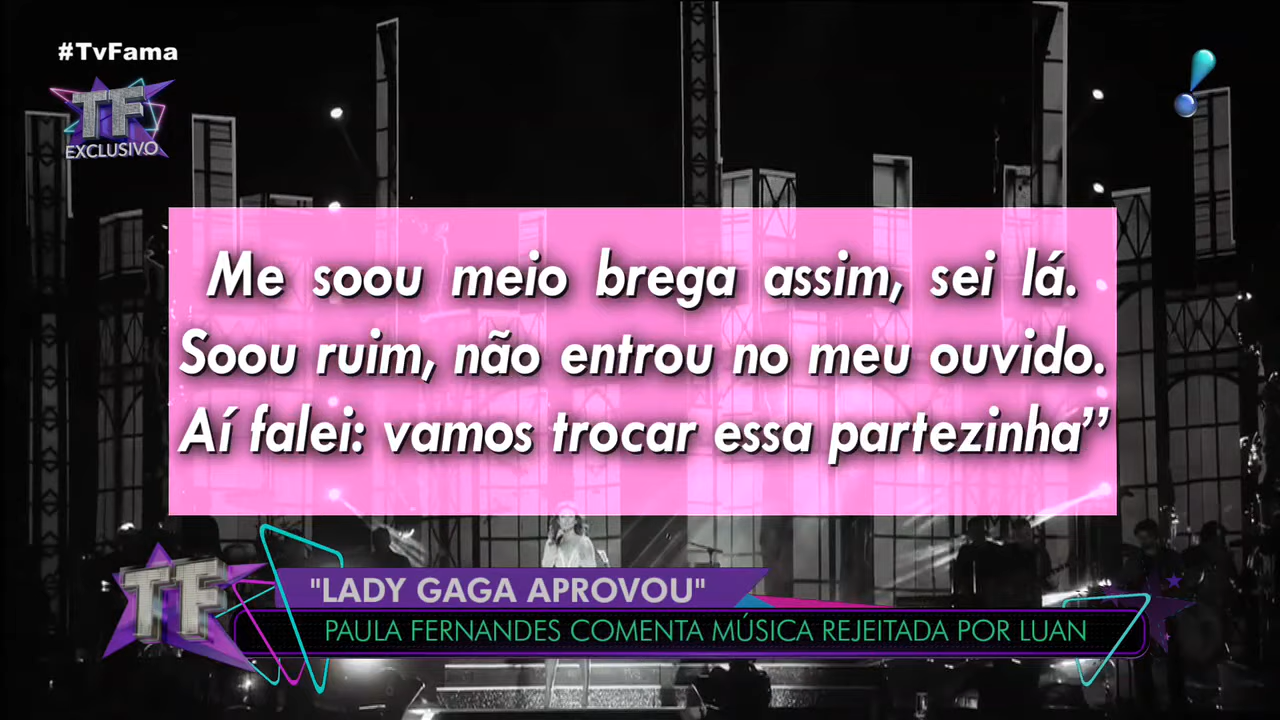 #TvFama
TF
EXCLUSIVO
Me soou meio brega assim, sei lá.
Soou ruim, não entrou no meu ouvido.
Aí falei: vamos trocar essa partezinha”
TF
"LADY GAGA APROVOU"
PAULA FERNANDES COMENTA MÚSICA REJEITADA POR LUAN